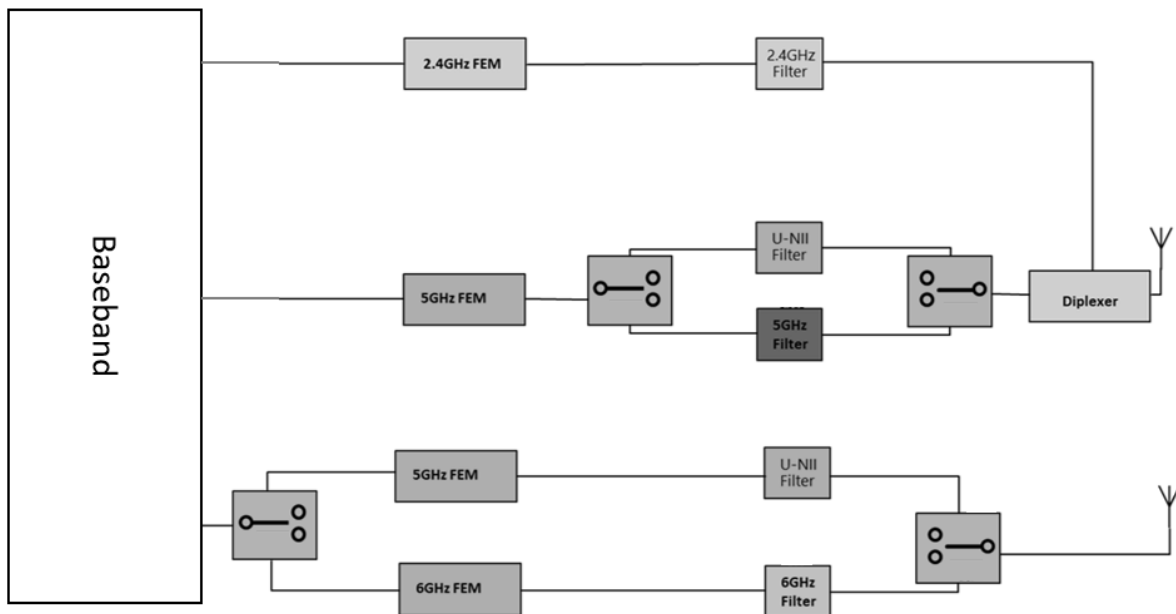 Baseband
2.4GHz FEM
2.4GHz
Filter
5GHz FEM
U-NII
Filter
5GHz
Filter
Diplexer
5GHz FEM
U-NII
Filter
6GHz FEM
6GHz
Filter